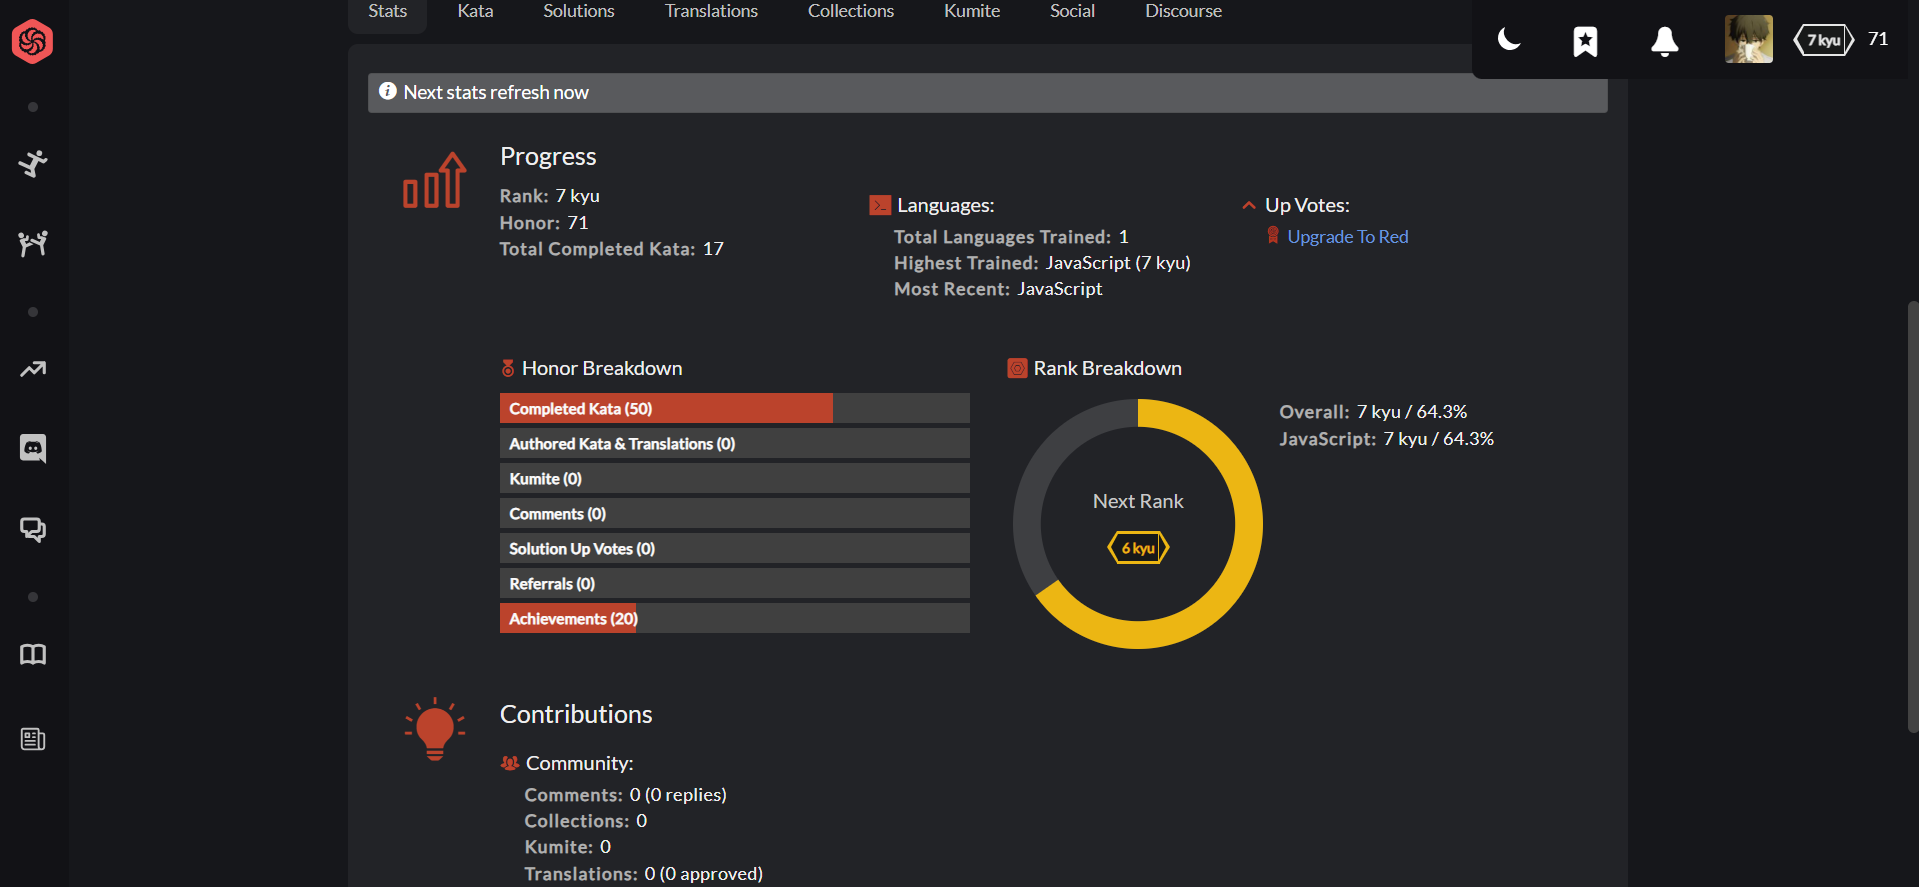 Stats Kata Solutions Translations Collections Kumite Social Discourse
7 kyu 71
Next stats refresh now
Progress
Rank: 7 kyu
Honor: 71
Total Completed Kata: 17
Languages:
Total Languages Trained: 1
Highest Trained: JavaScript (7 kyu)
Most Recent: JavaScript
Up Votes:
Upgrade To Red
Honor Breakdown
Completed Kata (50)
Authored Kata & Translations (0)
Kumite (0)
Comments (0)
Solution Up Votes (0)
Referrals (0)
Achievements (20)
Rank Breakdown
Next Rank
6 kyu
Overall: 7 kyu / 64.3%
JavaScript: 7 kyu / 64.3%
Contributions
Community:
Comments: 0 (0 replies)
Collections: 0
Kumite: 0
Translations: 0 (0 approved)